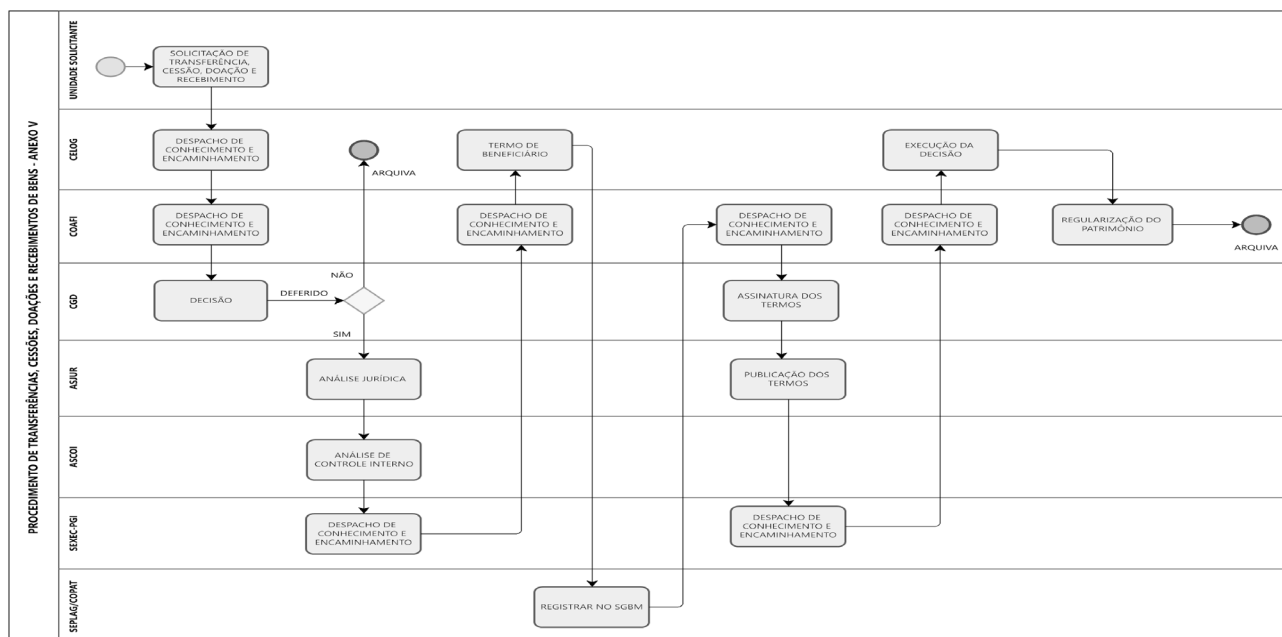 PROCEDIMENTO DE TRANSFERÊNCIAS, CESSÕES, DOAÇÕES E RECEBIMENTOS DE BENS - ANEXO V
UNIDADE SOLICITANTE
SOLICITAÇÃO DE
TRANSFERÊNCIA,
CESSÃO, DOAÇÃO E
RECEBIMENTO
CELOG
DESPACHO DE
CONHECIMENTO E
ENCAMINHAMENTO
ARQUIVA
TERMO DE
BENEFICIÁRIO
EXECUÇÃO DA
DECISÃO
COAFI
DESPACHO DE
CONHECIMENTO E
ENCAMINHAMENTO
DESPACHO DE
CONHECIMENTO E
ENCAMINHAMENTO
DESPACHO DE
CONHECIMENTO E
ENCAMINHAMENTO
DESPACHO DE
CONHECIMENTO E
ENCAMINHAMENTO
REGULARIZAÇÃO DO
PATRIMÔNIO
ARQUIVA
CGD
DECISÃO
DEFERIDO
NÃO
SIM
ASSINATURA DOS
TERMOS
ASJUR
ANÁLISE JURÍDICA
PUBLICAÇÃO DOS
TERMOS
ASCOI
ANÁLISE DE
CONTROLE INTERNO
SEXEC-PGI
DESPACHO DE
CONHECIMENTO E
ENCAMINHAMENTO
DESPACHO DE
CONHECIMENTO E
ENCAMINHAMENTO
SEPLAG/COPAT
REGISTRAR NO SGBM